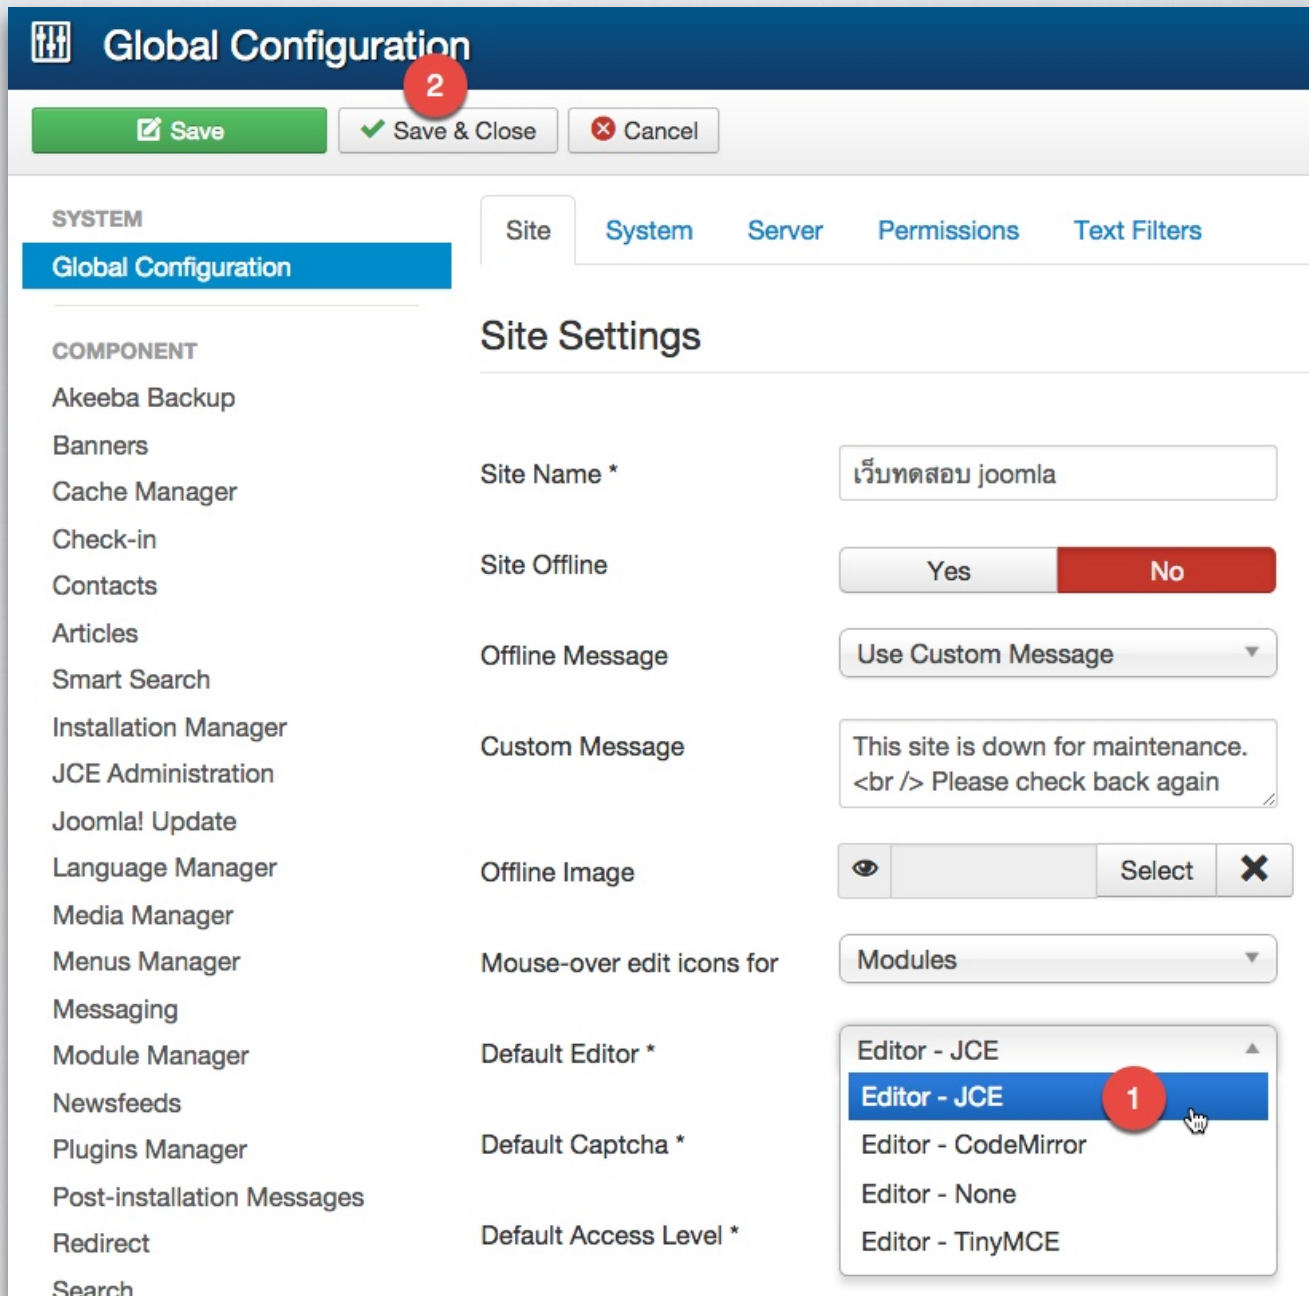 Global Configuration
2
Save
Save & Close
Cancel
SYSTEM
Global Configuration
COMPONENT
Akeeba Backup
Banners
Cache Manager
Check-in
Contacts
Articles
Smart Search
Installation Manager
JCE Administration
Joomla! Update
Language Manager
Media Manager
Menus Manager
Messaging
Module Manager
Newsfeeds
Plugins Manager
Post-installation Messages
Redirect
Search
Site
System
Server
Permissions
Text Filters
Site Settings
Site Name *
เว็บทดสอบ joomla
Site Offline
Yes
No
Offline Message
Use Custom Message
Custom Message
This site is down for maintenance.
<br /> Please check back again
Offline Image
Select
Mouse-over edit icons for
Modules
Default Editor *
Editor - JCE
Editor - JCE
1
Editor - CodeMirror
Editor - None
Editor - TinyMCE
Default Captcha *
Default Access Level *